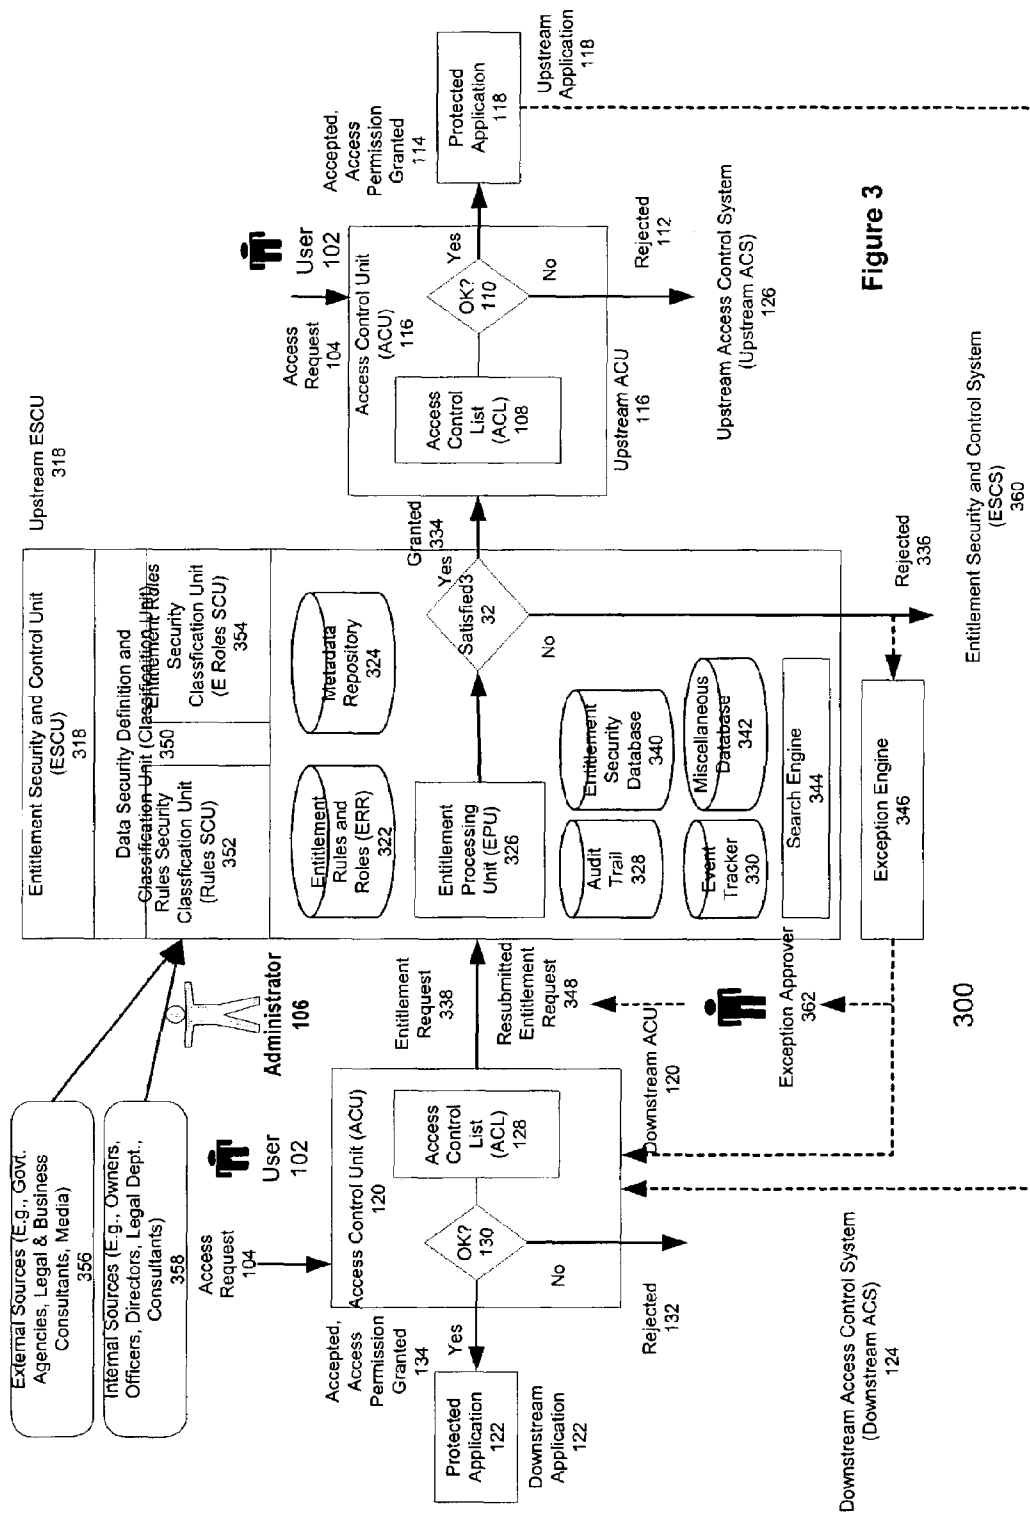 External Sources (E.g., Govt.
Agencies, Legal & Business
Consultants, Media)
356
Internal Sources (E.g., Owners,
Officers, Directors, Legal Dept.,
Consultants)
358
Administrator
106
Entitlement Security and Control Unit
(ESCU)
318
Upstream ESCU
318
Data Security Definition and
Classification Unit (Classification Unit)
350
Rules Security
Classfication Unit
(Rules SCU)
352
Entitlement Roles
Security
Classfication Unit
(E Roles SCU)
354
Access
Request
104
User
102
Access
Request
104
User
102
Accepted,
Access
Permission
Granted
134
Access Control Unit (ACU)
120
Access
Control
List
(ACL)
128
OK?
130
Yes
No
Protected
Application
122
Downstream
Application
122
Rejected
132
Downstream ACU
120
Downstream Access Control System
(Downstream ACS)
124
Entitlement
Request
338
Resubmitted
Entitlement
Request
348
Exception Approver
362
Entitlement
Rules and
Roles (ERR)
322
Metadata
Repository
324
Entitlement
Processing
Unit (EPU)
326
Satisfied3
32
Yes
No
Audit
Trail
328
Entitlement
Security
Database
340
Event
Tracker
330
Miscellaneous
Database
342
Search Engine
344
Exception Engine
346
Granted
334
Rejected
336
Entitlement Security and Control System
(ESCS)
360
Access Control Unit
(ACU)
116
Access
Control
List
(ACL)
108
OK?
110
Yes
No
Accepted,
Access
Permission
Granted
114
Protected
Application
118
Upstream
Application
118
Rejected
112
Upstream ACU
116
Upstream Access Control System
(Upstream ACS)
126
300
Figure 3